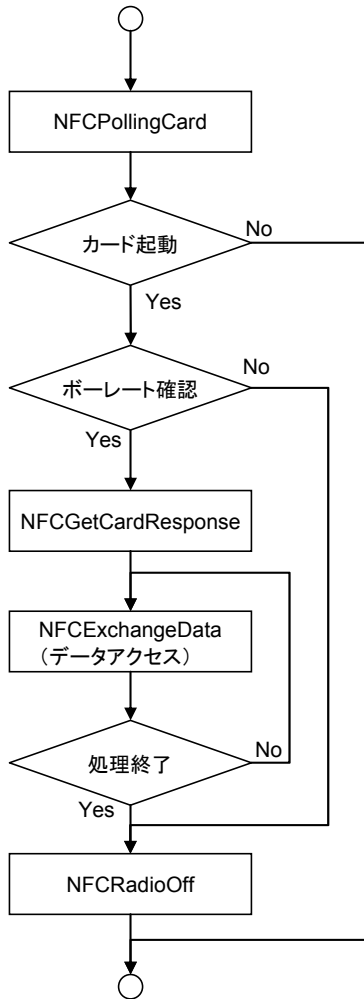 NFCPollingCard
カード起動
No
Yes
ボーレート確認
No
Yes
NFCGetCardResponse
NFCExchangeData
（データアクセス）
処理終了
No
Yes
NFCRadioOff